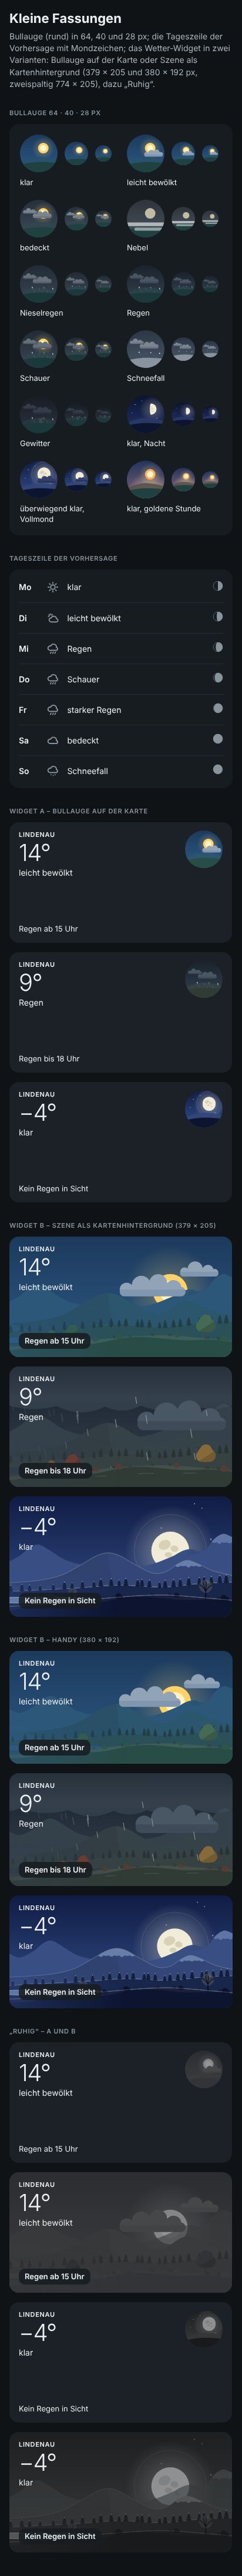 Kleine Fassungen
Bullauge (rund) in 64, 40 und 28 px; die Tageszeile der
Vorhersage mit Mondzeichen; das Wetter-Widget in zwei
Varianten: Bullauge auf der Karte oder Szene als
Kartenhintergrund (379 × 205 und 380 × 192 px,
zweispaltig 774 × 205), dazu „Ruhig“.
BULLAUGE 64 · 40 · 28 PX
klar
leicht bewölkt
bedeckt
Nebel
Nieselregen
Regen
Schauer
Schneefall
Gewitter
klar, Nacht
überwiegend klar,
Vollmond
klar, goldene Stunde
TAGESZEILE DER VORHERSAGE
Mo klar
Di leicht bewölkt
Mi Regen
Do Schauer
Fr starker Regen
Sa bedeckt
So Schneefall
WIDGET A – BULLAUGE AUF DER KARTE
LINDENAU
14°
leicht bewölkt
Regen ab 15 Uhr
LINDENAU
9°
Regen
Regen bis 18 Uhr
LINDENAU
−4°
klar
Kein Regen in Sicht
WIDGET B – SZENE ALS KARTENHINTERGRUND (379 × 205)
LINDENAU
14°
leicht bewölkt
Regen ab 15 Uhr
LINDENAU
9°
Regen
Regen bis 18 Uhr
LINDENAU
−4°
klar
Kein Regen in Sicht
WIDGET B – HANDY (380 × 192)
LINDENAU
14°
leicht bewölkt
Regen ab 15 Uhr
LINDENAU
9°
Regen
Regen bis 18 Uhr
LINDENAU
−4°
klar
Kein Regen in Sicht
„RUHIG“ – A UND B
LINDENAU
14°
leicht bewölkt
Regen ab 15 Uhr
LINDENAU
14°
leicht bewölkt
Regen ab 15 Uhr
LINDENAU
−4°
klar
Kein Regen in Sicht
LINDENAU
−4°
klar
Kein Regen in Sicht